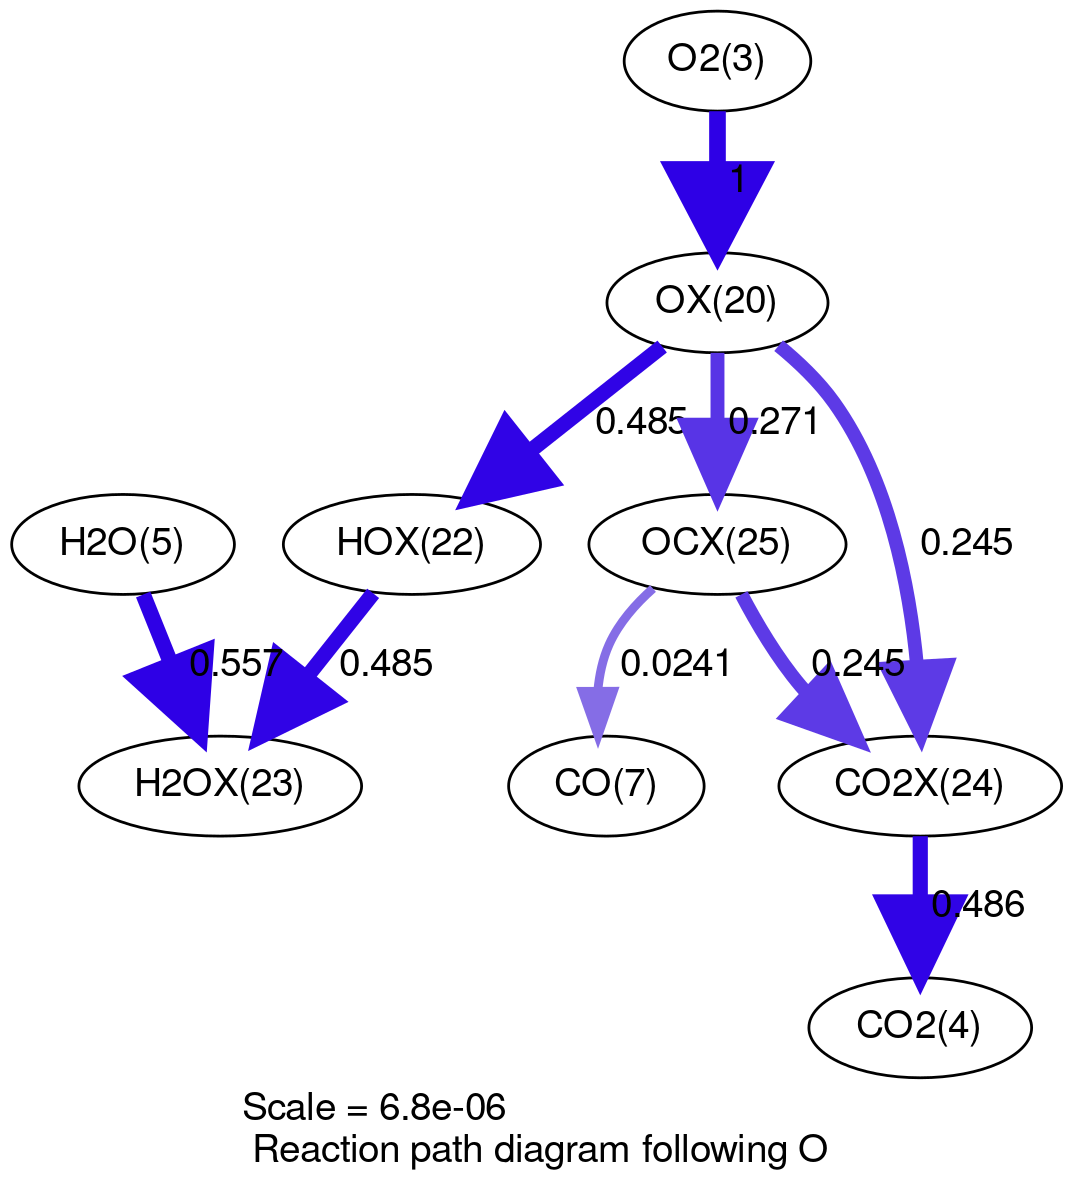 O2(3)
1
OX(20)
0.485
0.271
0.245
H2O(5)
HOX(22)
OCX(25)
0.557
0.485
0.0241
0.245
H2OX(23)
CO(7)
CO2X(24)
0.486
CO2(4)
Scale = 6.8e-06
Reaction path diagram following O